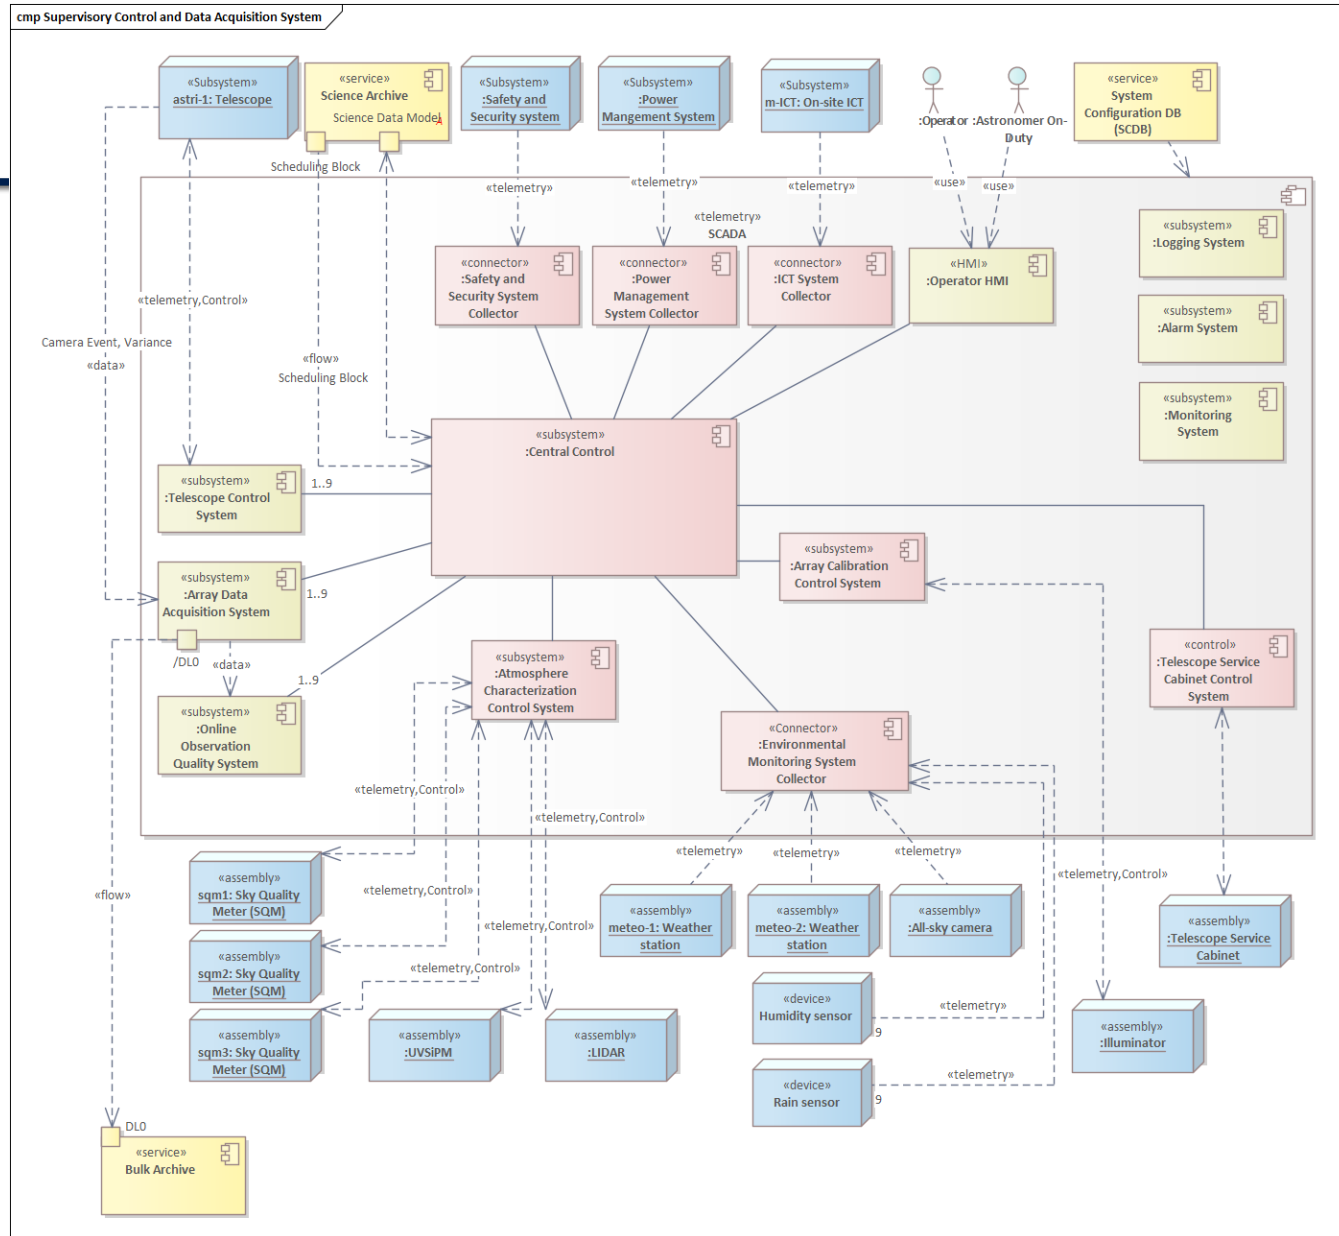 cmp Supervisory Control and Data Acquisition System
«Subsystem»
astri-1: Telescope
«service»
Science Archive
Science Data Model
Scheduling Block
«Subsystem»
:Safety and
Security system
«Subsystem»
:Power
Mangement System
«Subsystem»
m-ICT: On-site ICT
:Operator
:Astronomer On-
Duty
«service»
System
Configuration DB
(SCDB)
«telemetry»
«telemetry»
«telemetry»
«use»
«use»
«telemetry»
SCADA
«connector»
:Safety and
Security System
Collector
«connector»
:Power
Management
System Collector
«connector»
:ICT System
Collector
«HMI»
:Operator HMI
«subsystem»
:Logging System
«subsystem»
:Alarm System
«subsystem»
:Monitoring
System
«telemetry,Control»
Camera Event, Variance
«data»
«flow»
Scheduling Block
«subsystem»
:Central Control
«subsystem»
:Telescope Control
System
1..9
«subsystem»
:Array Data
Acquisition System
1..9
/DL0
«data»
«subsystem»
:Online
Observation
Quality System
1..9
«subsystem»
:Array Calibration
Control System
«subsystem»
:Atmosphere
Characterization
Control System
«control»
:Telescope Service
Cabinet Control
System
«Connector»
:Environmental
Monitoring System
Collector
«telemetry,Control»
«telemetry,Control»
«telemetry»
«telemetry»
«telemetry»
«telemetry,Control»
«flow»
«telemetry,Control»
«telemetry,Control»
«telemetry,Control»
«assembly»
sqm1: Sky Quality
Meter (SQM)
«assembly»
sqm2: Sky Quality
Meter (SQM)
«assembly»
sqm3: Sky Quality
Meter (SQM)
«assembly»
:UVSiPM
«assembly»
:LIDAR
«assembly»
meteo-1: Weather
station
«assembly»
meteo-2: Weather
station
«assembly»
:All-sky camera
«assembly»
:Telescope Service
Cabinet
«device»
Humidity sensor
9
«telemetry»
«device»
Rain sensor
9
«telemetry»
«assembly»
:Illuminator
DL0
«service»
Bulk Archive